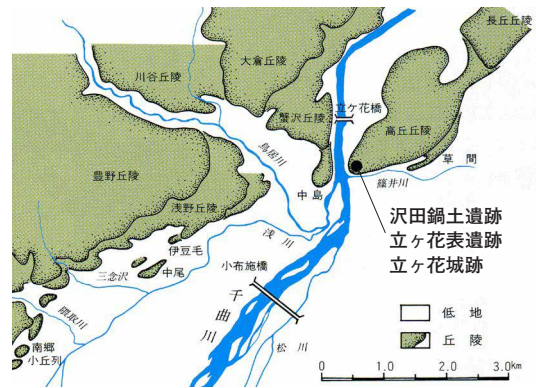 長丘丘陵
大倉丘陵
川谷丘陵
立ケ花橋
蟹沢丘陵
高丘丘陵
鳥居川
草間
豊野丘陵
篠井川
中島
浅野丘陵
沢田鍋土遺跡
立ヶ花表遺跡
立ヶ花城跡
浅川
伊豆毛
小布施橋
三念沢
中尾
千曲川
隈取川
低地
松川
丘陵
南郷
小丘列
0 1.0 2.0 3.0km